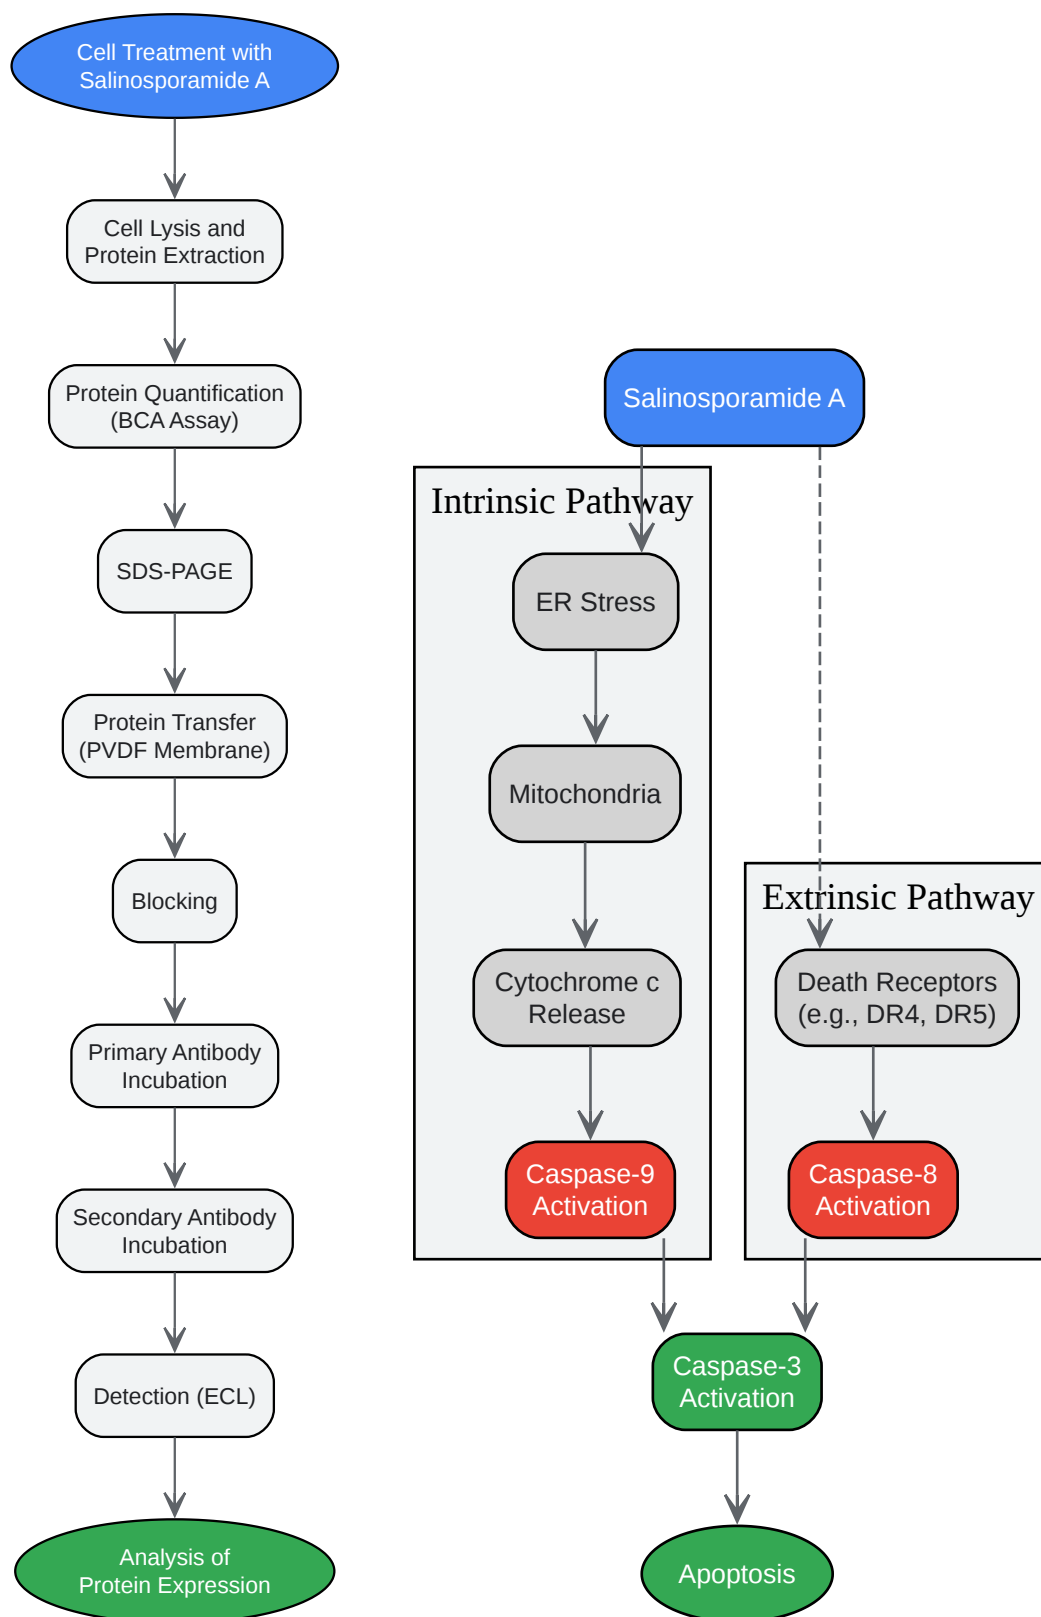 Cell Treatment with
Salinosporamide A
Cell Lysis and
Protein Extraction
Protein Quantification
(BCA Assay)
SDS-PAGE
Protein Transfer
(PVDF Membrane)
Blocking
Primary Antibody
Incubation
Secondary Antibody
Incubation
Detection (ECL)
Analysis of
Protein Expression
Salinosporamide A
Intrinsic Pathway
ER Stress
Mitochondria
Cytochrome c
Release
Caspase-9
Activation
Extrinsic Pathway
Death Receptors
(e.g., DR4, DR5)
Caspase-8
Activation
Caspase-3
Activation
Apoptosis